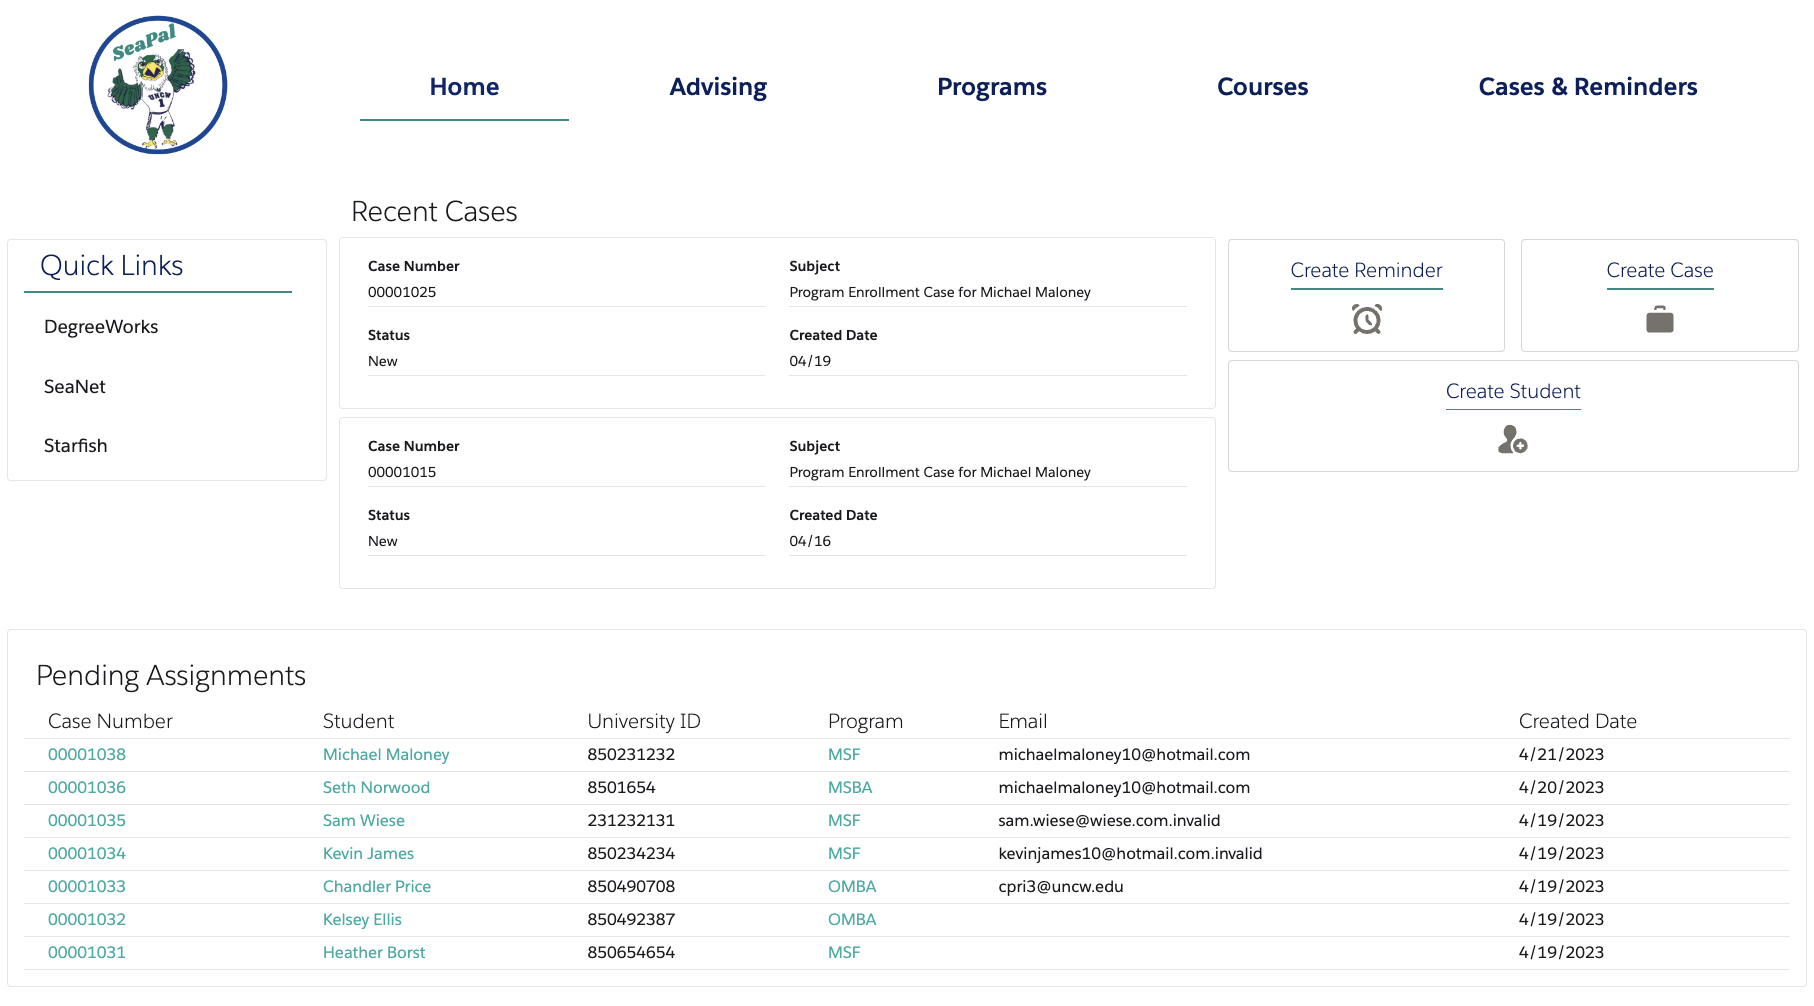 SeaPal
UNCW
1
Home Advising Programs Courses Cases & Reminders
Recent Cases
Quick Links
DegreeWorks
SeaNet
Starfish
Case Number Subject
00001025 Program Enrollment Case for Michael Maloney
Status Created Date
New 04/19
Case Number Subject
00001015 Program Enrollment Case for Michael Maloney
Status Created Date
New 04/16
Create Reminder Create Case
Create Student
Pending Assignments
Case Number Student University ID Program Email Created Date
00001038 Michael Maloney 850231232 MSF michaelmaloney10@hotmail.com 4/21/2023
00001036 Seth Norwood 8501654 MSBA michaelmaloney10@hotmail.com 4/20/2023
00001035 Sam Wiese 231232131 MSF sam.wiese@wiese.com.invalid 4/19/2023
00001034 Kevin James 850234234 MSF kevinjames10@hotmail.com.invalid 4/19/2023
00001033 Chandler Price 850490708 OMBA cpri3@uncw.edu 4/19/2023
00001032 Kelsey Ellis 850492387 OMBA 4/19/2023
00001031 Heather Borst 850654654 MSF 4/19/2023